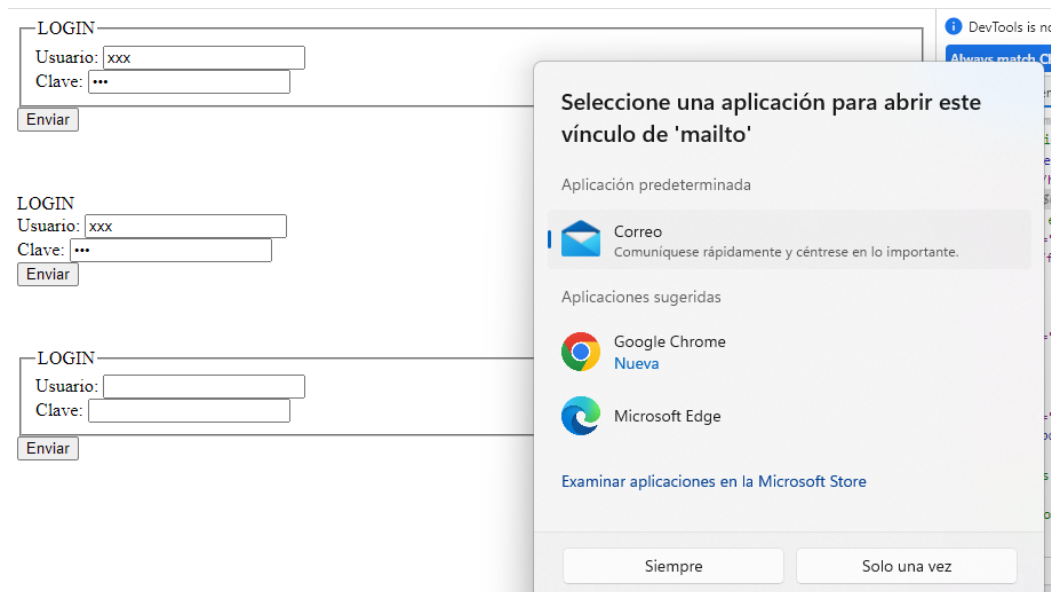 LOGIN
Usuario: xxx
Clave: •••
Enviar
LOGIN
Usuario: xxx
Clave: •••
Enviar
LOGIN
Usuario:
Clave:
Enviar
DevTools is
Always match
Seleccione una aplicación para abrir este
vínculo de 'mailto'
Aplicación predeterminada
Correo
Comuníquese rápidamente y céntrese en lo importante.
Aplicaciones sugeridas
Google Chrome
Nueva
Microsoft Edge
Examinar aplicaciones en la Microsoft Store
Siempre
Solo una vez